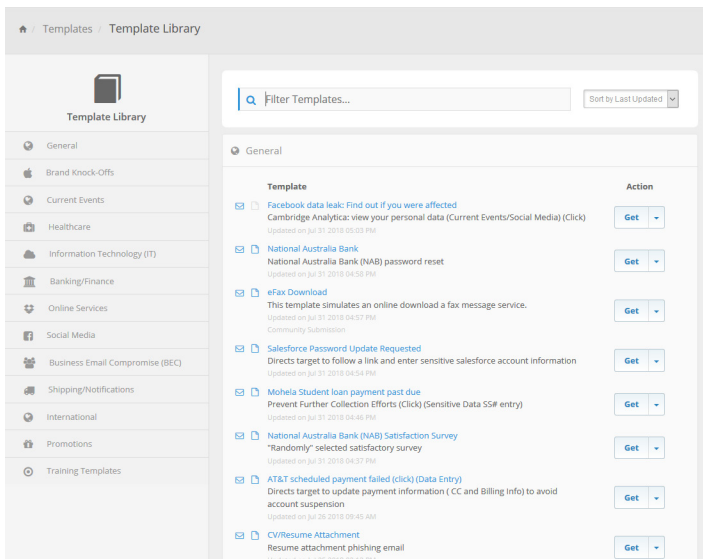 / Templates / Template Library
Template Library
General
Brand Knock-Offs
Current Events
Healthcare
Information Technology (IT)
Banking/Finance
Online Services
Social Media
Business Email Compromise (BEC)
Shipping/Notifications
International
Promotions
Training Templates
Filter Templates...
Sort by Last Updated
General
Template Action
Facebook data leak: Find out if you were affected
Cambridge Analytica: view your personal data (Current Events/Social Media) (Click)
Updated on Jul 31 2018 05:03 PM
Get
National Australia Bank
National Australia Bank (NAB) password reset
Updated on Jul 31 2018 04:58 PM
Get
eFax Download
This template simulates an online download a fax message service.
Updated on Jul 31 2018 04:57 PM
Community Submission
Get
Salesforce Password Update Requested
Directs target to follow a link and enter sensitive salesforce account information
Updated on Jul 31 2018 04:54 PM
Get
Mohela Student loan payment past due
Prevent Further Collection Efforts (Click) (Sensitive Data SS# entry)
Updated on Jul 31 2018 04:46 PM
Get
National Australia Bank (NAB) Satisfaction Survey
"Randomly" selected satisfactory survey
Updated on Jul 31 2018 04:37 PM
Get
AT&T scheduled payment failed (click) (Data Entry)
Directs target to update payment information ( CC and Billing Info) to avoid
account suspension
Updated on Jul 26 2018 09:45 AM
Get
CV/Resume Attachment
Resume attachment phishing email
Get